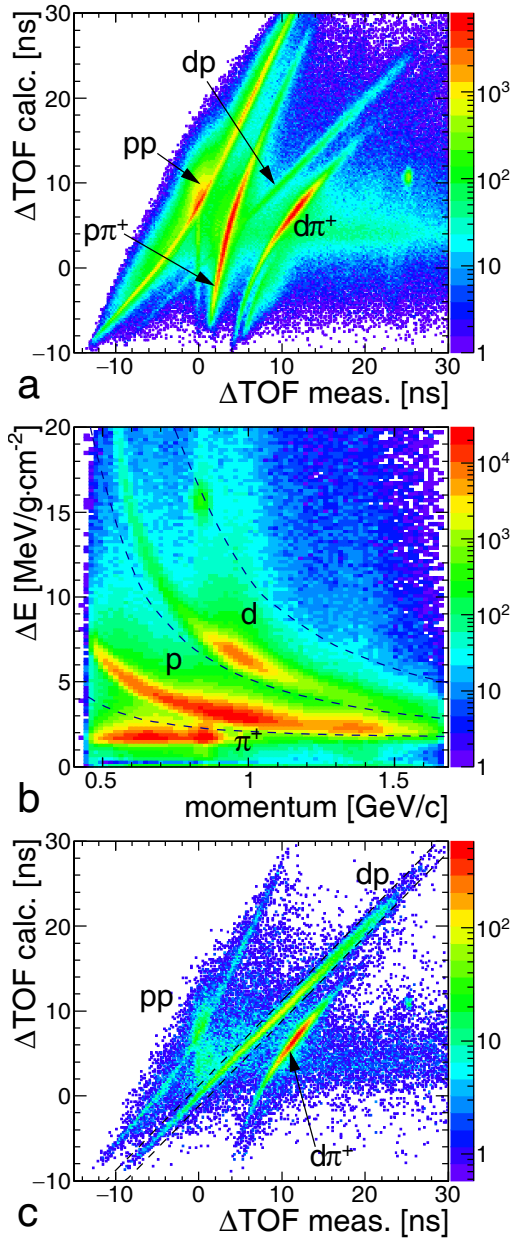 ΔTOF calc. [ns]
30
20
10
0
−10
dp
pp
pπ+
dπ+
10³
10²
10
1
−10 0 10 20 30
a
ΔTOF meas. [ns]
ΔE [MeV/g·cm⁻²]
20
15
10
5
0
d
p
π+
10⁴
10³
10²
10
1
0.5 1 1.5
b
momentum [GeV/c]
ΔTOF calc. [ns]
30
20
10
0
−10
dp
pp
dπ+
10²
10
1
−10 0 10 20 30
c
ΔTOF meas. [ns]